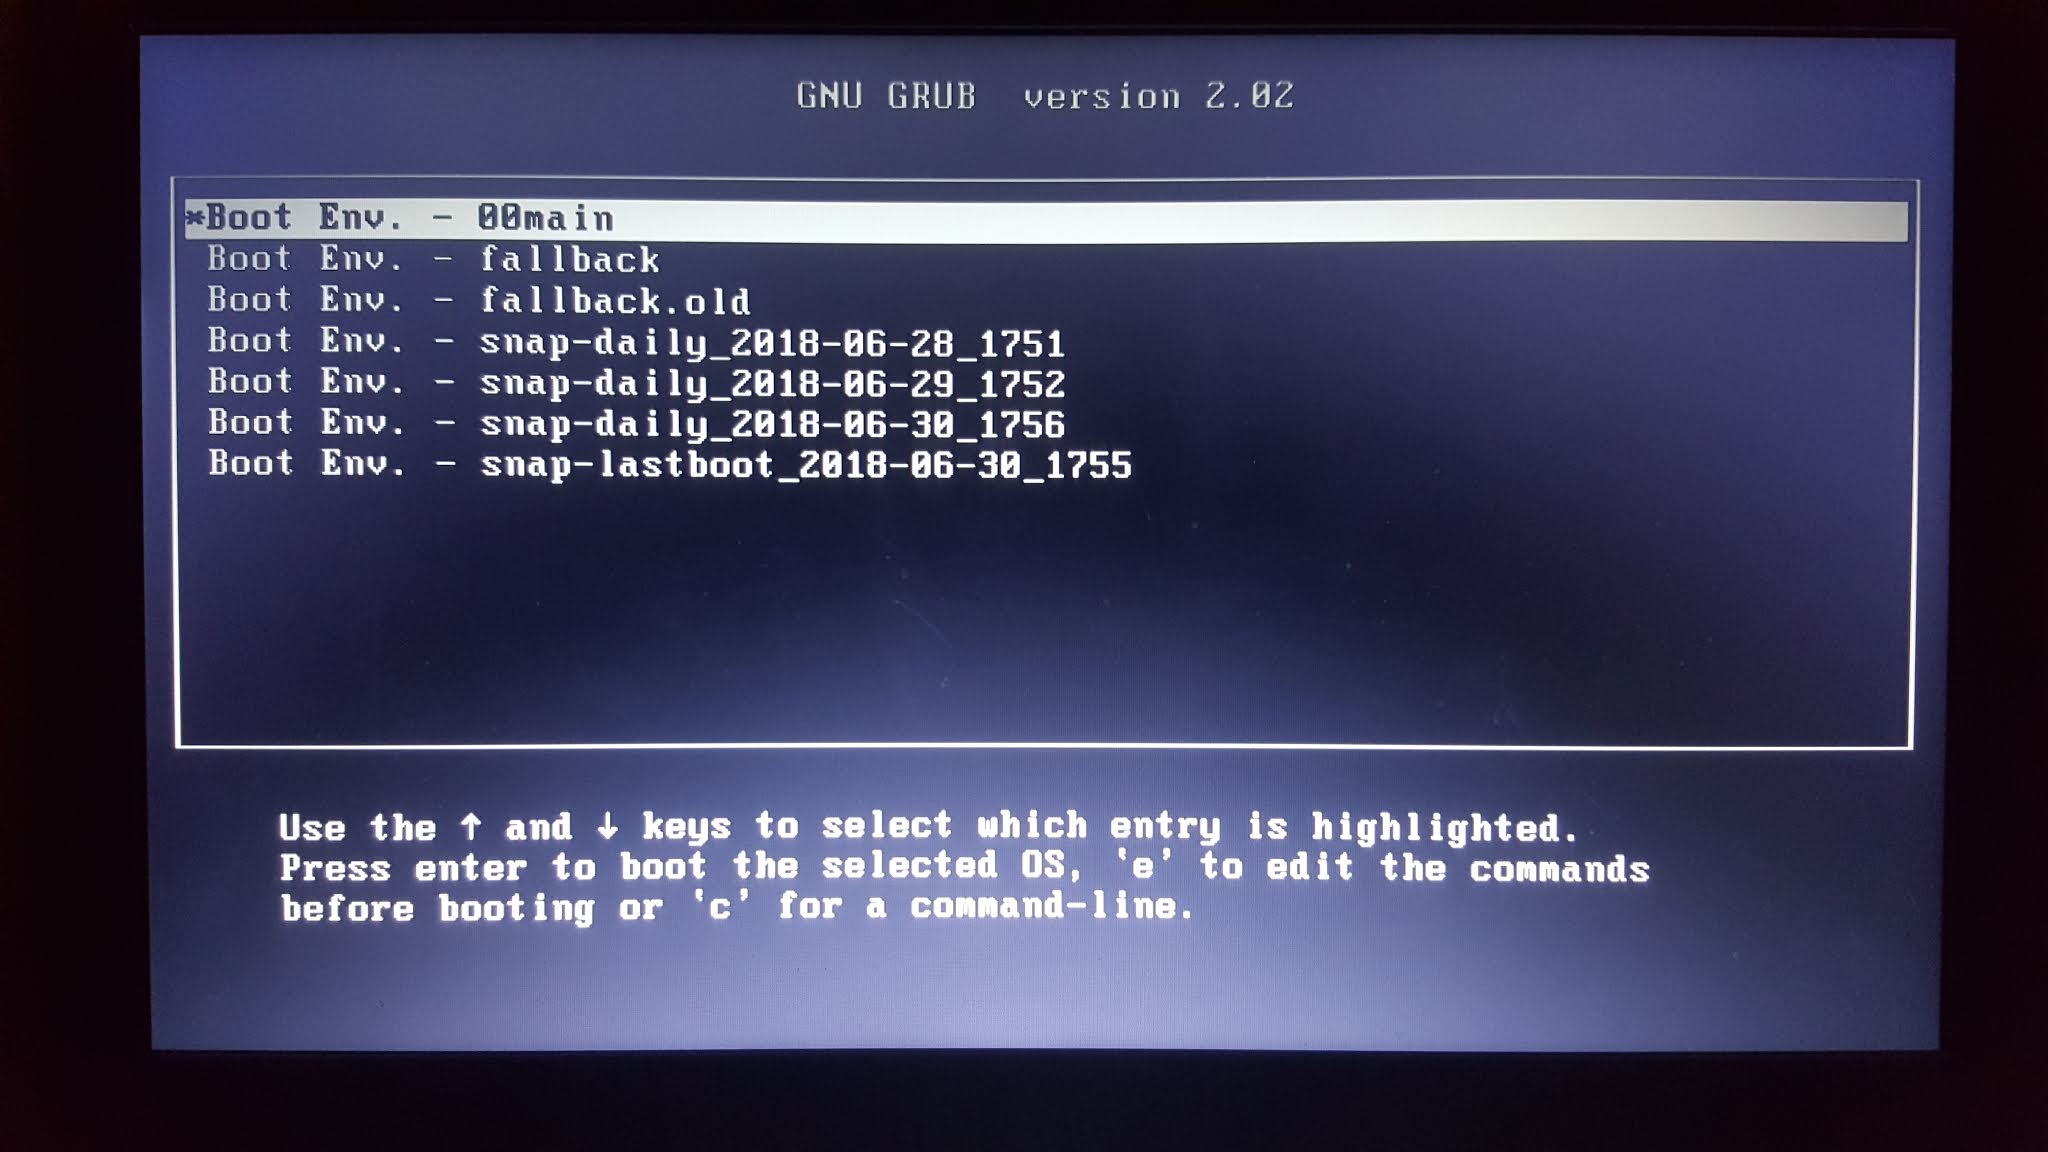 GNU GRUB  version 2.02
*Boot Env. - 00main
Boot Env. - fallback
Boot Env. - fallback.old
Boot Env. - snap-daily_2018-06-28_1751
Boot Env. - snap-daily_2018-06-29_1752
Boot Env. - snap-daily_2018-06-30_1756
Boot Env. - snap-lastboot_2018-06-30_1755
Use the ↑ and ↓ keys to select which entry is highlighted.
Press enter to boot the selected OS, `e' to edit the commands
before booting or `c' for a command-line.